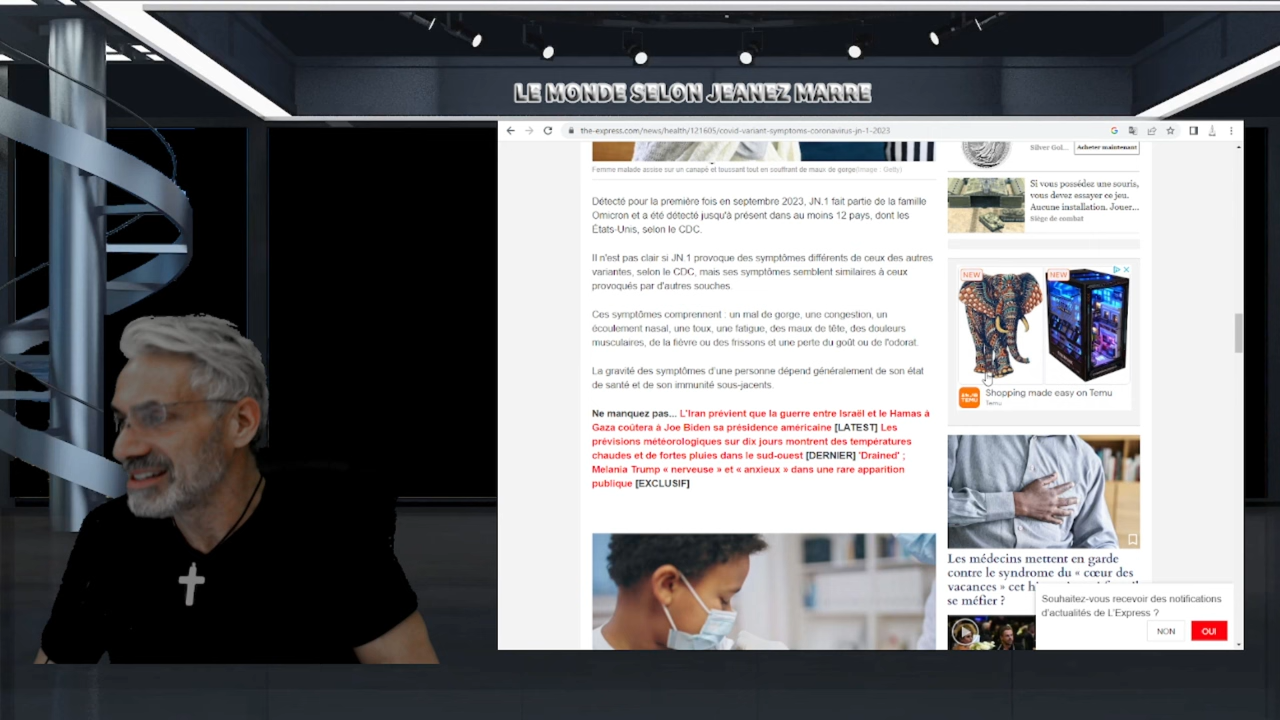 LE MONDE SELON JEANEZ MARRE
the-express.com/news/health/121605/covid-variant-symptoms-coronavirus-jn-1-2023
Femme malade assise sur un canapé et toussant tout en souffrant de maux de gorge(Image : Getty)
Détecté pour la première fois en septembre 2023, JN.1 fait partie de la famille
Omicron et a été détecté jusqu'à présent dans au moins 12 pays, dont les
États-Unis, selon le CDC.
Il n'est pas clair si JN.1 provoque des symptômes différents de ceux des autres
variantes, selon le CDC, mais ses symptômes semblent similaires à ceux
provoqués par d'autres souches.
Ces symptômes comprennent : un mal de gorge, une congestion, un
écoulement nasal, une toux, une fatigue, des maux de tête, des douleurs
musculaires, de la fièvre ou des frissons et une perte du goût ou de l'odorat.
La gravité des symptômes d'une personne dépend généralement de son état
de santé et de son immunité sous-jacents.
Ne manquez pas... L'Iran prévient que la guerre entre Israël et le Hamas à
Gaza coûtera à Joe Biden sa présidence américaine [LATEST] Les
prévisions météorologiques sur dix jours montrent des températures
chaudes et de fortes pluies dans le sud-ouest [DERNIER] 'Drained' ;
Melania Trump « nerveuse » et « anxieux » dans une rare apparition
publique [EXCLUSIF]
Silver Gol...
Acheter maintenant
Si vous possédez une souris,
vous devez essayer ce jeu.
Aucune installation. Jouer...
Siège de combat
NEW
NEW
TEMU
Shopping made easy on Temu
Temu
Les médecins mettent en garde
contre le syndrome du « cœur des
vacances » cet
se méfier ?
Souhaitez-vous recevoir des notifications
d'actualités de L'Express ?
NON
OUI